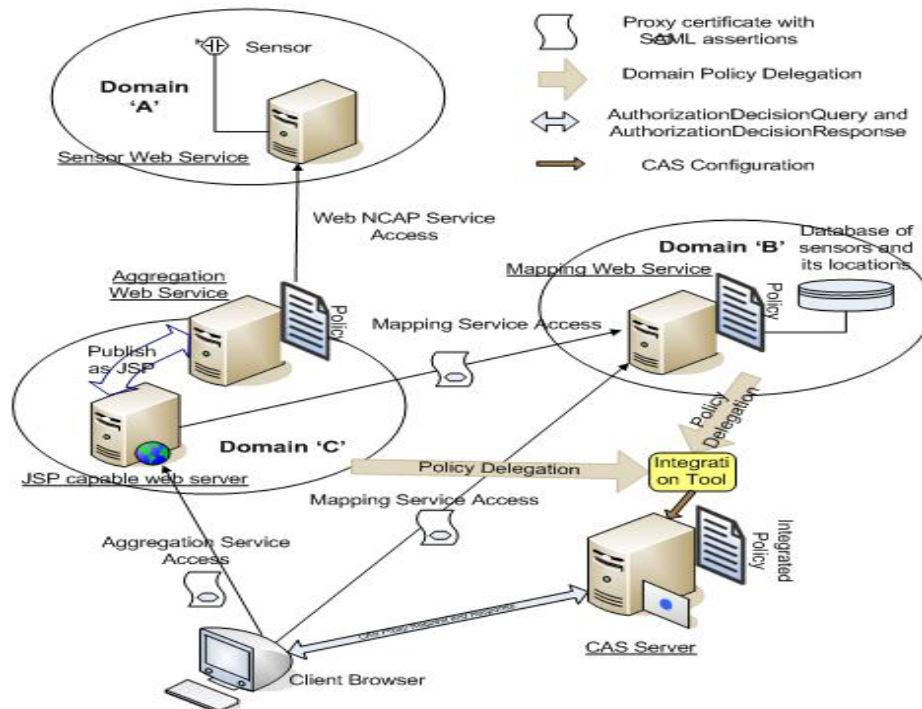 Sensor
Domain
'A'
Sensor Web Service
Proxy certificate with
SAML assertions
Domain Policy Delegation
AuthorizationDecisionQuery and
AuthorizationDecisionResponse
CAS Configuration
Web NCAP Service
Access
Aggregation
Web Service
Policy
Publish
as JSP
Domain 'C'
JSP capable web server
Mapping Service Access
Domain 'B'
Mapping Web Service
Database of
sensors and
its locations
Policy
Policy
Delegation
Policy Delegation
Integrati
on Tool
Mapping Service Access
Aggregation Service
Access
Integrated
Policy
CAS Server
Client Browser